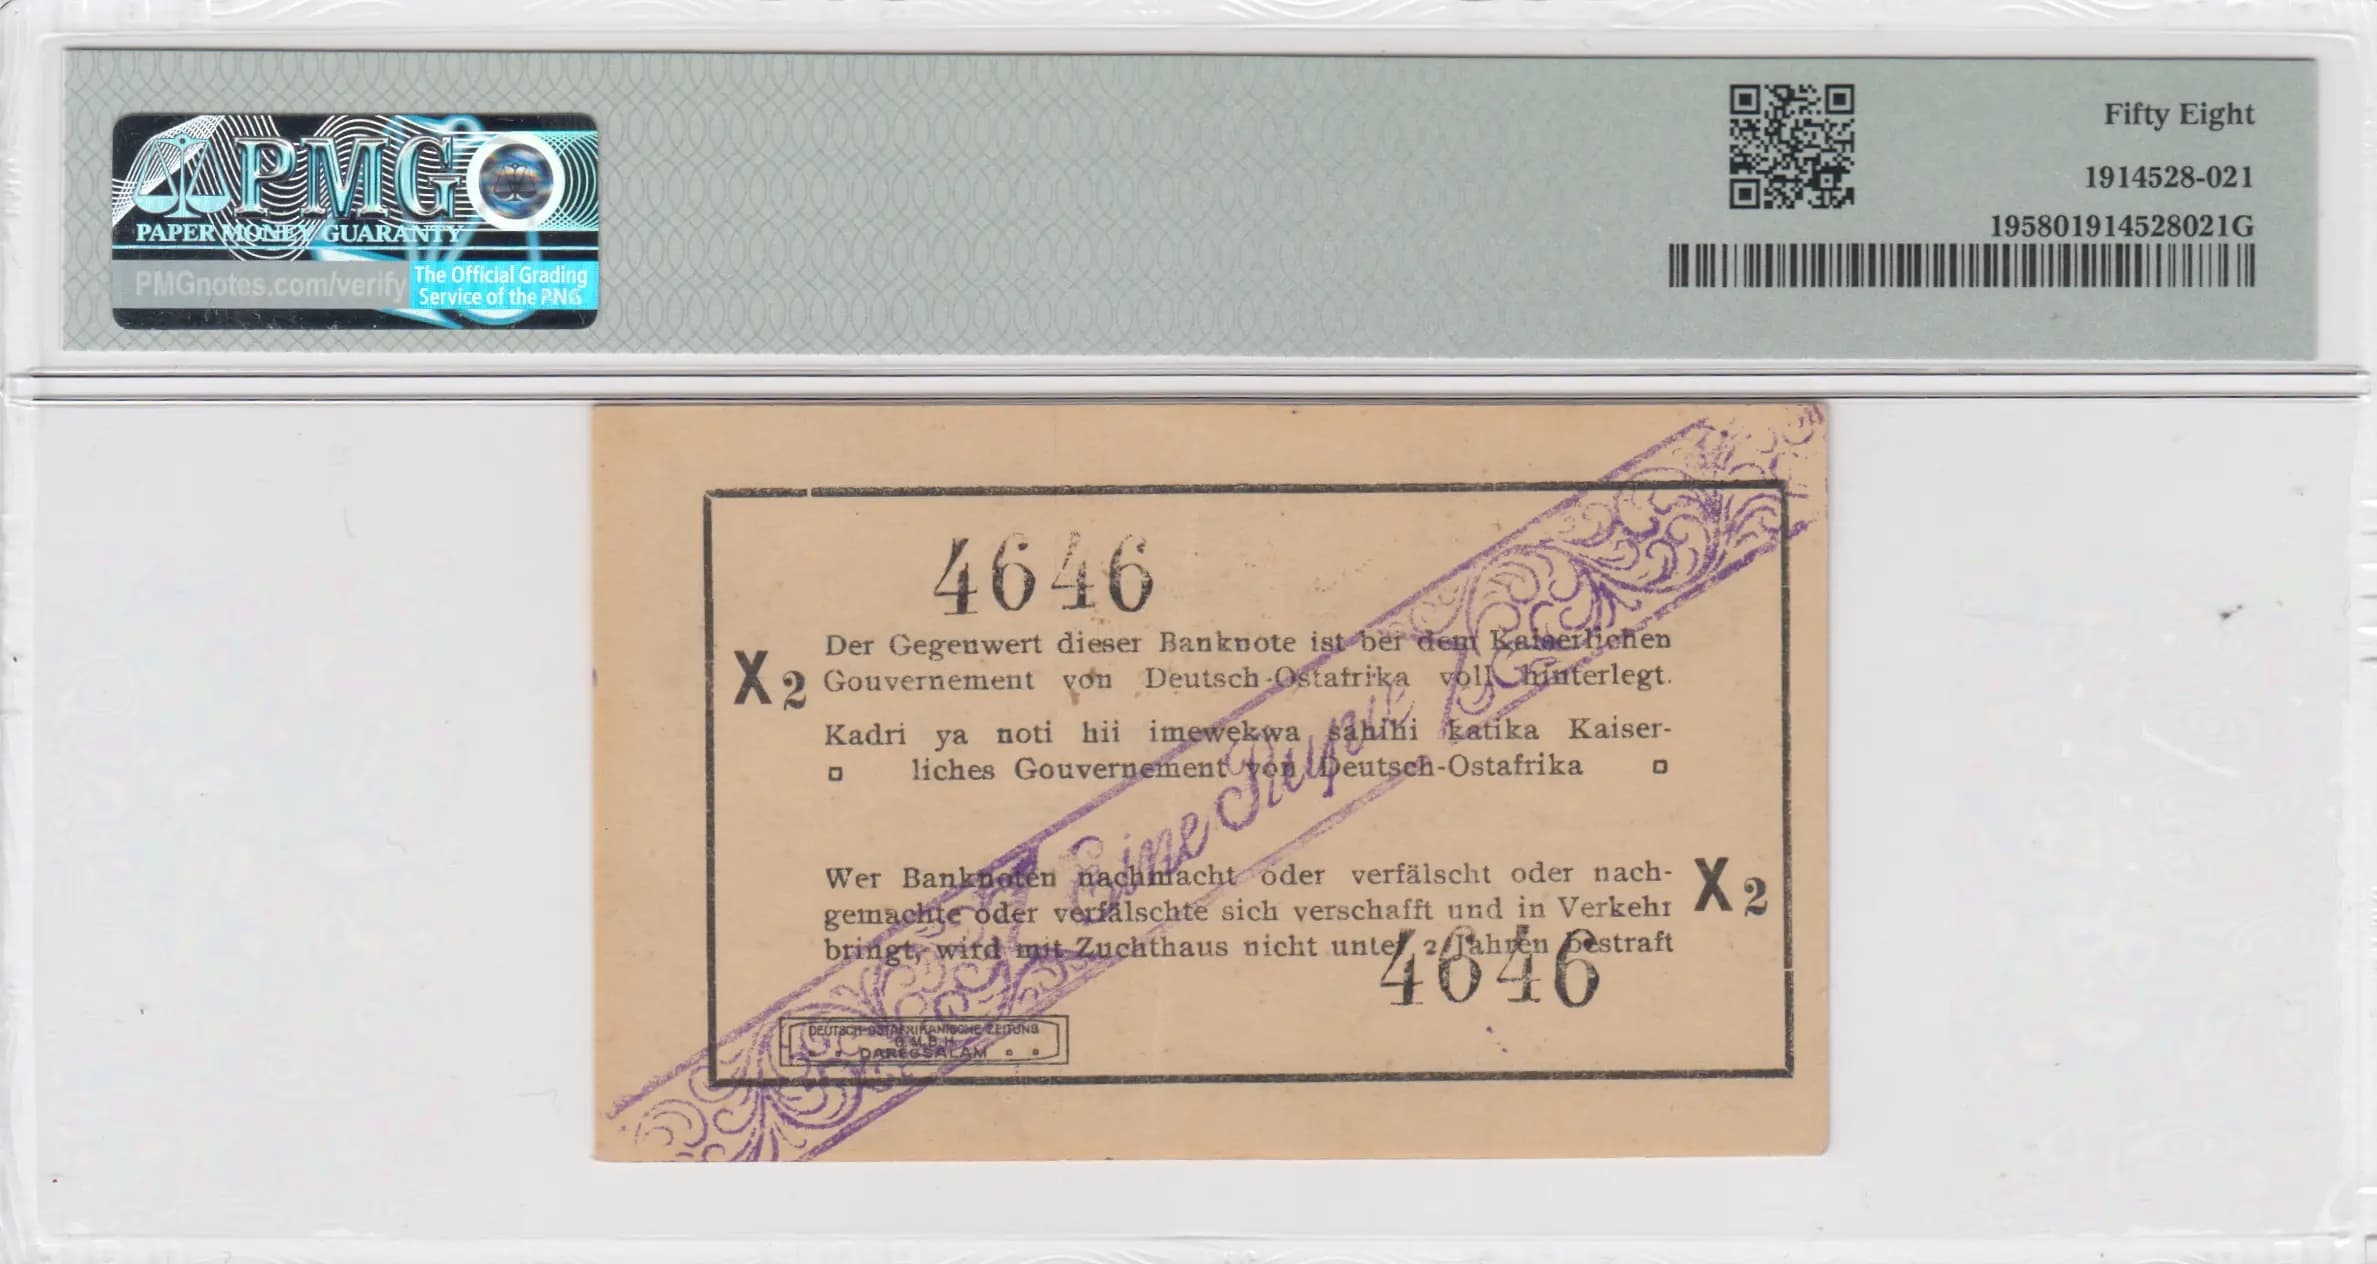 PMG
PAPER MONEY GUARANTY
PMGnotes.com/verify
The Official Grading
Service of the PNG
Fifty Eight
1914528-021
195801914528021G
4646
Der Gegenwert dieser Banknote ist bei dem Kaiserlichen
X2 Gouvernement von Deutsch-Ostafrika voll hinterlegt.
Kadri ya noti hii imewekwa sahihi katika Kaiser-
liches Gouvernement von Deutsch-Ostafrika
Eine Rupie
Wer Banknoten nachmacht oder verfälscht oder nach-
gemachte oder verfälschte sich verschafft und in Verkehr
bringt, wird mit Zuchthaus nicht unter 2 Jahren bestraft
X2
4646
DEUTSCH-OSTAFRIKANISCHE ZEITUNG
G.M.B.H.
DARESSALAM